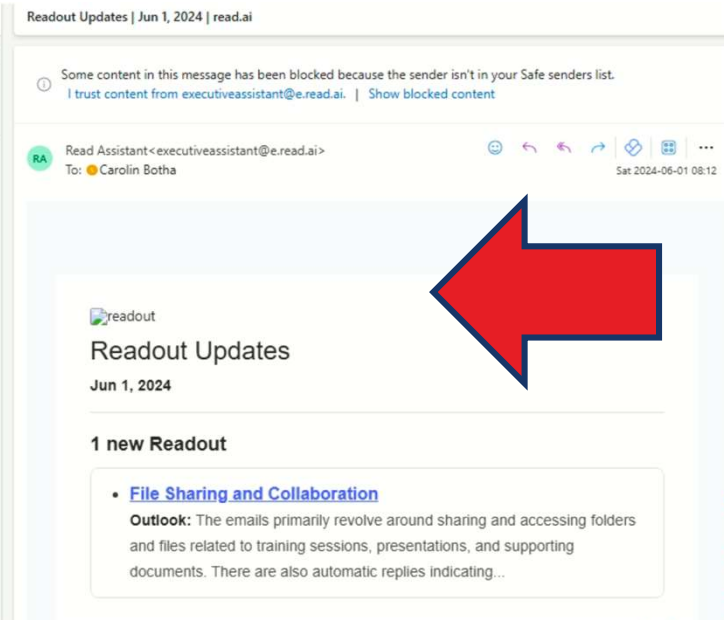 Readout Updates | Jun 1, 2024 | read.ai
Some content in this message has been blocked because the sender isn't in your Safe senders list.
I trust content from executiveassistant@e.read.ai. | Show blocked content
RA
Read Assistant<executiveassistant@e.read.ai>
To: Carolin Botha
Sat 2024-06-01 08:12
readout
Readout Updates
Jun 1, 2024
1 new Readout
• File Sharing and Collaboration
Outlook: The emails primarily revolve around sharing and accessing folders
and files related to training sessions, presentations, and supporting
documents. There are also automatic replies indicating...